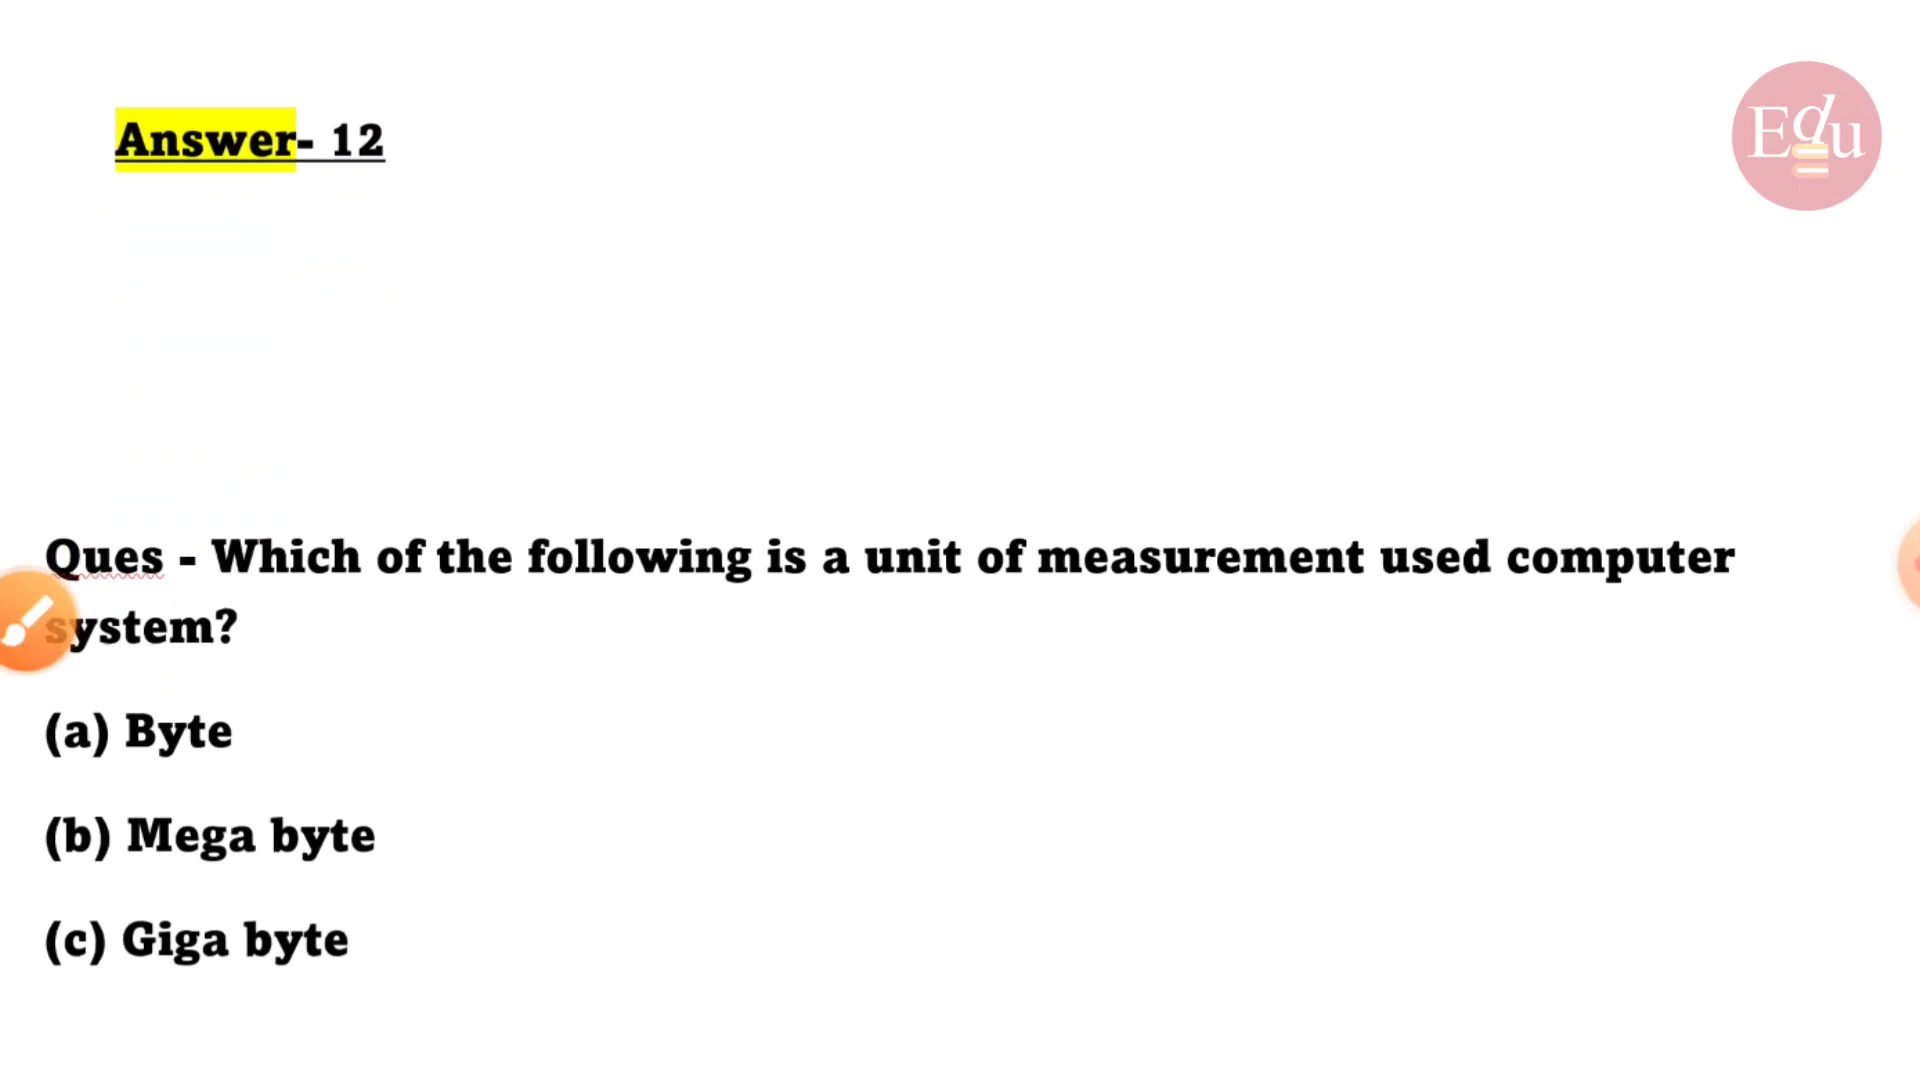 Answer- 12
Edu
Ques - Which of the following is a unit of measurement used computer
system?
(a) Byte
(b) Mega byte
(c) Giga byte